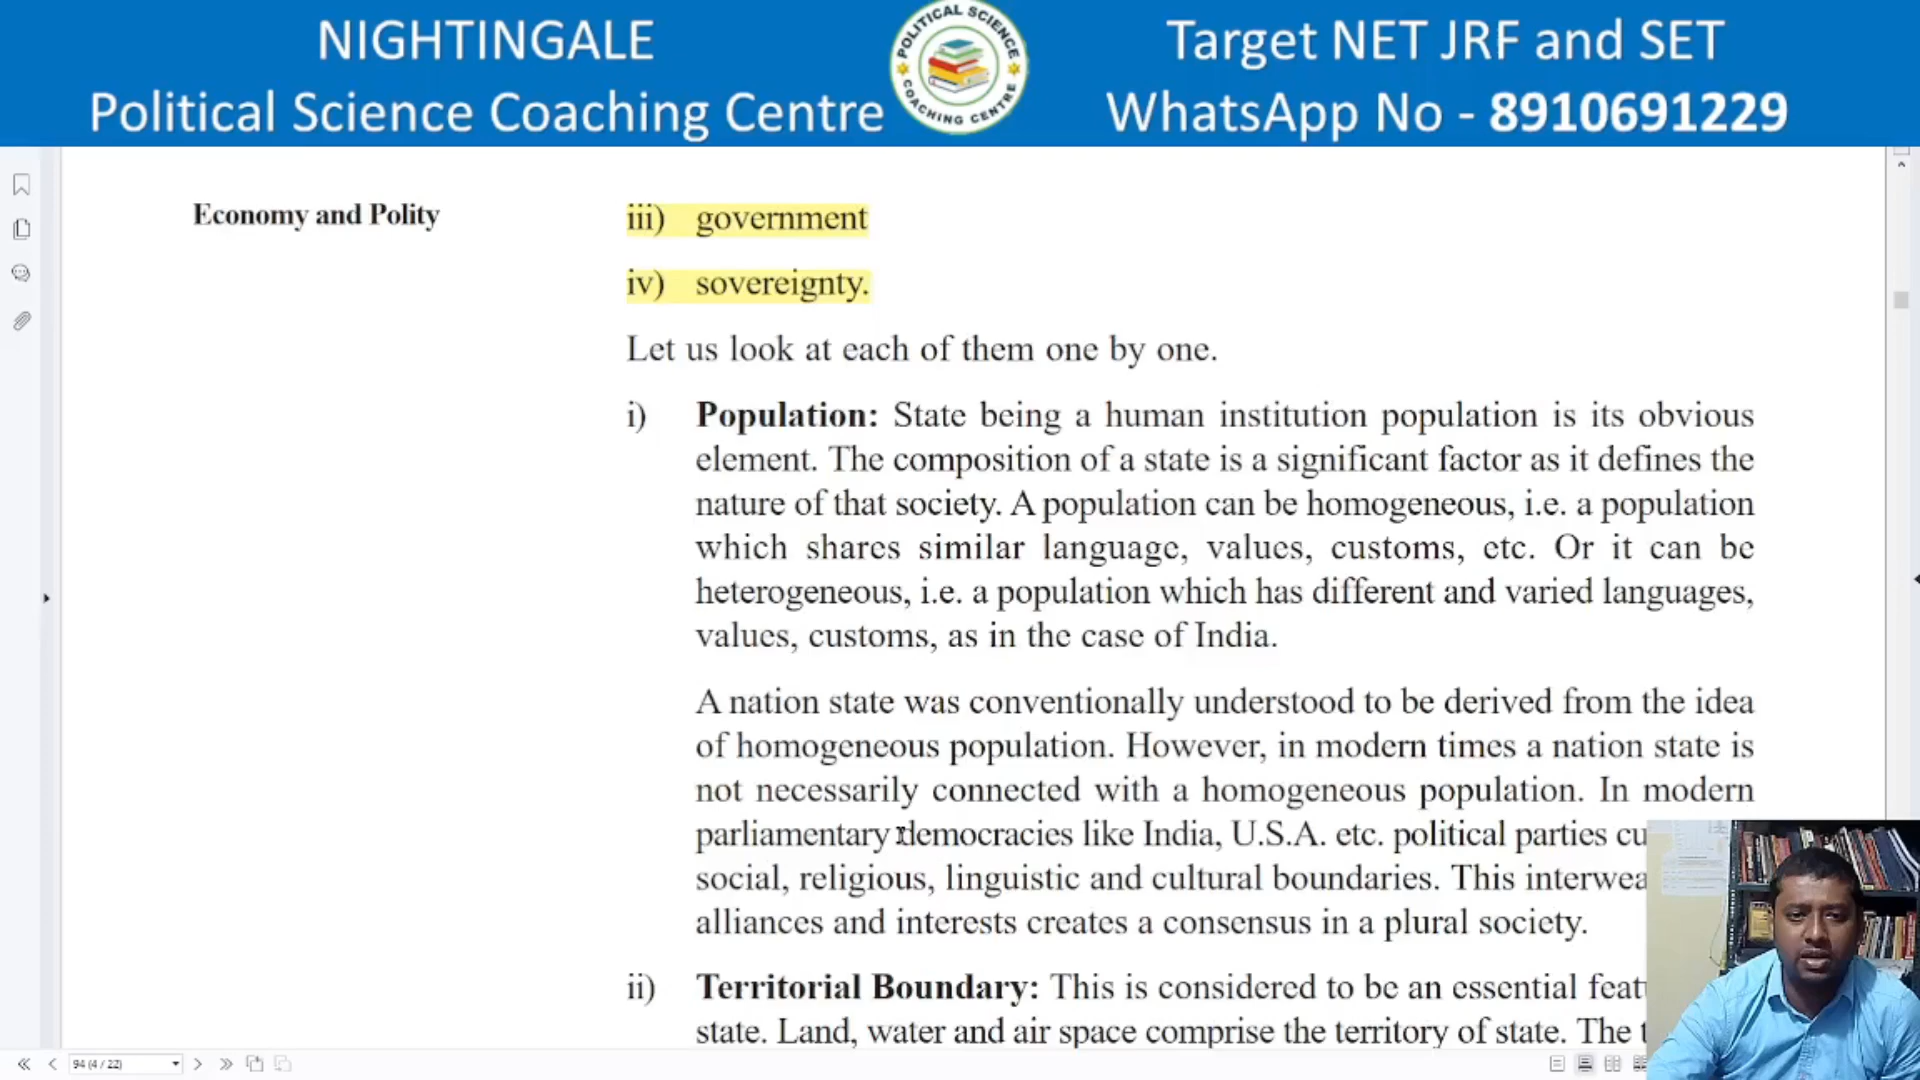 NIGHTINGALE
Political Science Coaching Centre
POLITICAL SCIENCE
COACHING CENTRE
Target NET JRF and SET
WhatsApp No - 8910691229
Economy and Polity
iii) government
iv) sovereignty.
Let us look at each of them one by one.
i) Population: State being a human institution population is its obvious
element. The composition of a state is a significant factor as it defines the
nature of that society. A population can be homogeneous, i.e. a population
which shares similar language, values, customs, etc. Or it can be
heterogeneous, i.e. a population which has different and varied languages,
values, customs, as in the case of India.
A nation state was conventionally understood to be derived from the idea
of homogeneous population. However, in modern times a nation state is
not necessarily connected with a homogeneous population. In modern
parliamentary democracies like India, U.S.A. etc. political parties
social, religious, linguistic and cultural boundaries. This
alliances and interests creates a consensus in a plural society.
ii) Territorial Boundary: This is considered to be an essential
state. Land, water and air space comprise the territory of state. The
94 (4 / 22)